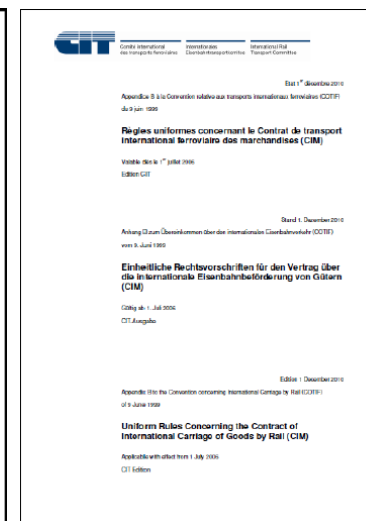 CIT
Comité international
des transports ferroviaires
Internationales
Eisenbahntransportkomitee
International Rail
Transport Committee
Etat 1er décembre 2010
Appendice B à la Convention relative aux transports internationaux ferroviaires (COTIF)
du 9 juin 1999
Règles uniformes concernant le Contrat de transport
international ferroviaire des marchandises (CIM)
Valable dès le 1er juillet 2006
Edition CIT
Stand 1. Dezember 2010
Anhang B zum Übereinkommen über den internationalen Eisenbahnverkehr (COTIF)
vom 9. Juni 1999
Einheitliche Rechtsvorschriften für den Vertrag über
die internationale Eisenbahnbeförderung von Gütern
(CIM)
Gültig ab 1. Juli 2006
CIT-Ausgabe
Edition 1 December 2010
Appendix B to the Convention concerning International Carriage by Rail (COTIF)
of 9 June 1999
Uniform Rules Concerning the Contract of
International Carriage of Goods by Rail (CIM)
Applicable with effect from 1 July 2006
CIT Edition